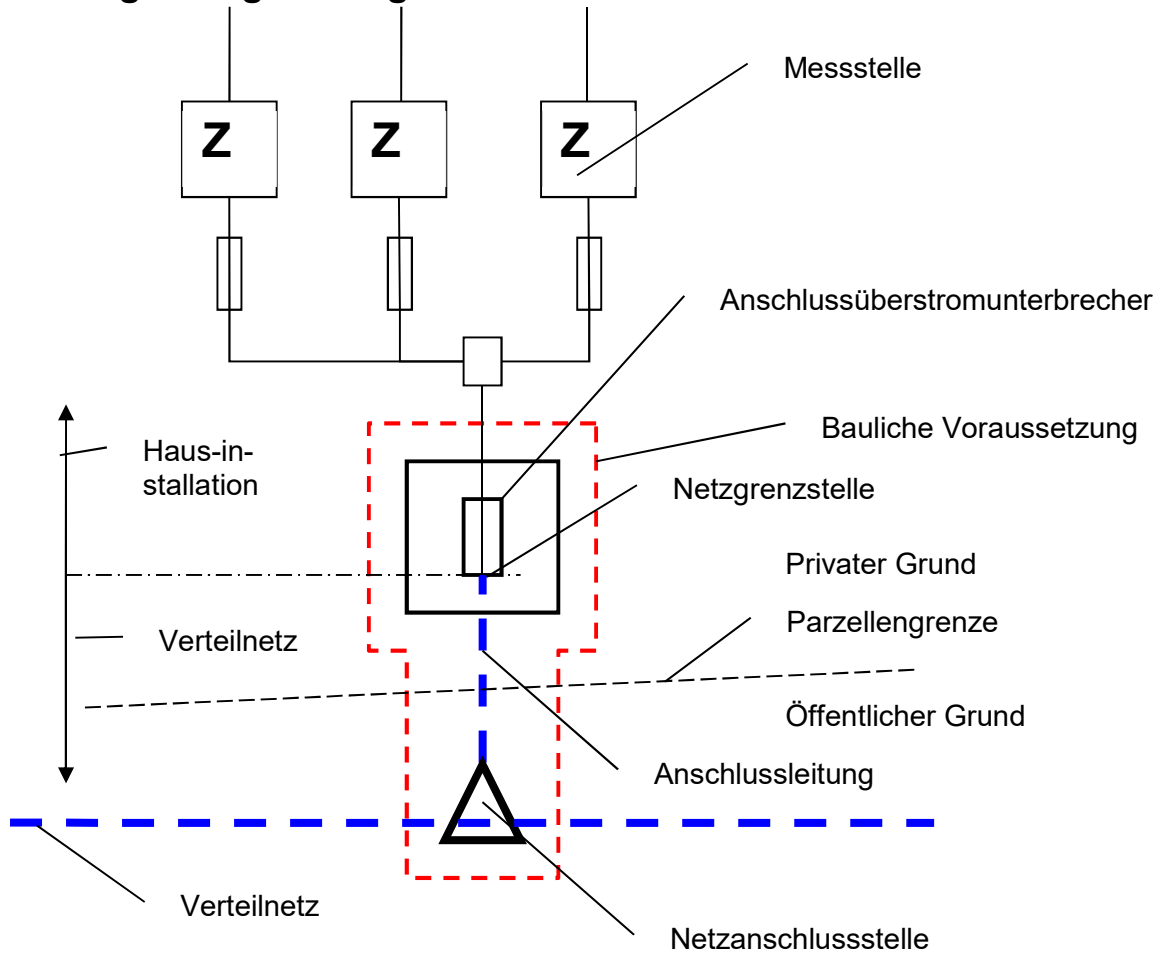 Messstelle
Z Z Z
Anschlussüberstromunterbrecher
Bauliche Voraussetzung
Haus-in-
stallation
Netzgrenzstelle
Privater Grund
Parzellengrenze
Verteilnetz
Öffentlicher Grund
Anschlussleitung
Verteilnetz
Netzanschlussstelle